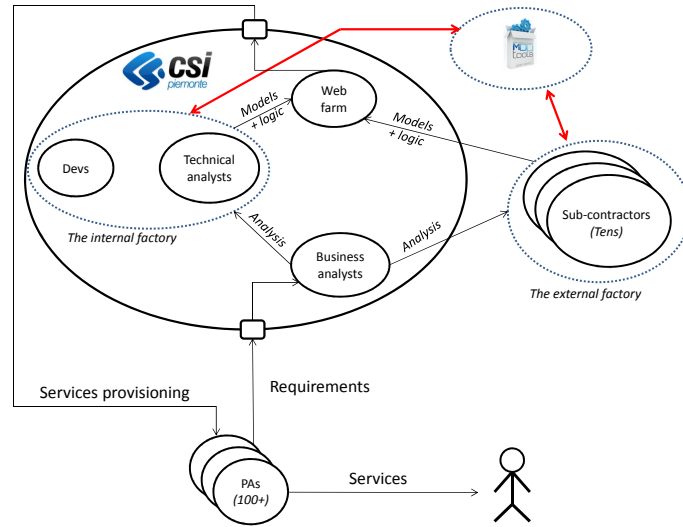 csi
piemonte
MDD
tools
Web
farm
Models
+ logic
Models
+ logic
Devs
Technical
analysts
Sub-contractors
(Tens)
The internal factory
Analysis
Analysis
Business
analysts
The external factory
Requirements
Services provisioning
PAs
(100+)
Services